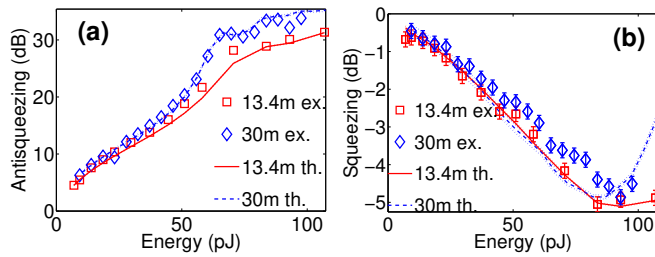 (a)
Antisqueezing (dB)
30
20
10
0
0
50
100
Energy (pJ)
13.4m ex.
30m ex.
13.4m th.
30m th.
(b)
Squeezing (dB)
0
-1
-2
-3
-4
-5
0
50
100
Energy (pJ)
13.4m ex.
30m ex.
13.4m th.
30m th.